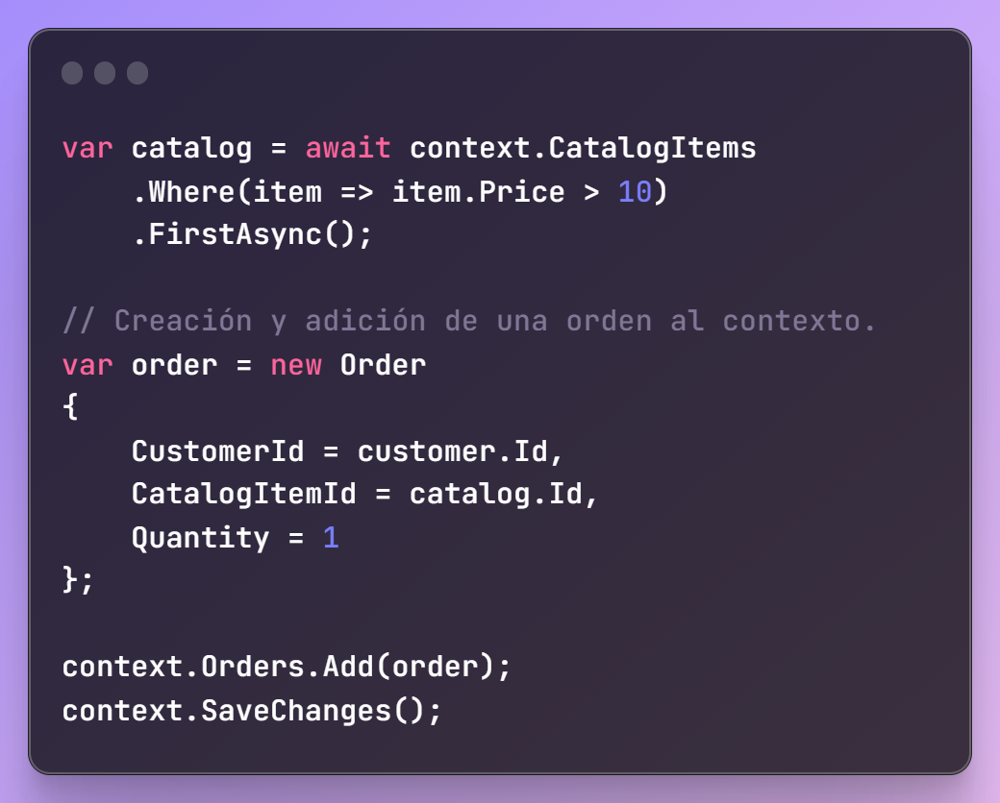 var catalog = await context.CatalogItems
    .Where(item => item.Price > 10)
    .FirstAsync();

// Creación y adición de una orden al contexto.
var order = new Order
{
    CustomerId = customer.Id,
    CatalogItemId = catalog.Id,
    Quantity = 1
};

context.Orders.Add(order);
context.SaveChanges();